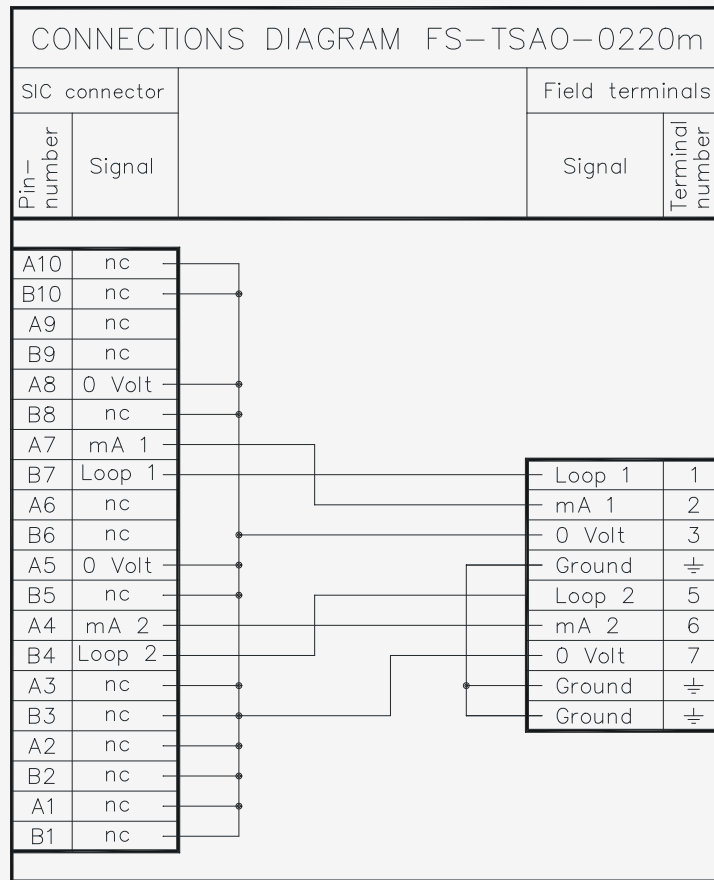 CONNECTIONS DIAGRAM FS-TSAO-0220m
SIC connector
Field terminals
Pin-
number
Signal
Signal
Terminal
number
A10 nc
B10 nc
A9 nc
B9 nc
A8 0 Volt
B8 nc
A7 mA 1
B7 Loop 1
A6 nc
B6 nc
A5 0 Volt
B5 nc
A4 mA 2
B4 Loop 2
A3 nc
B3 nc
A2 nc
B2 nc
A1 nc
B1 nc
Loop 1 1
mA 1 2
0 Volt 3
Ground ⏚
Loop 2 5
mA 2 6
0 Volt 7
Ground ⏚
Ground ⏚